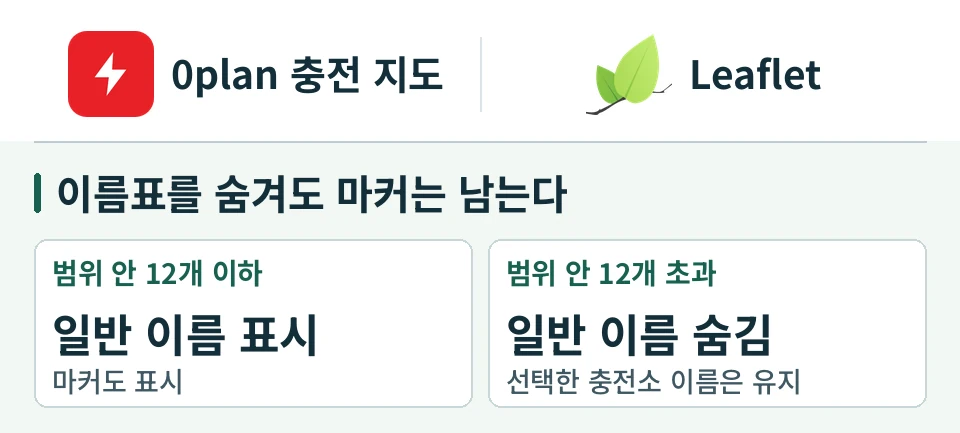 0plan 충전 지도
Leaflet
이름표를 숨겨도 마커는 남는다
범위 안 12개 이하
일반 이름 표시
마커도 표시
범위 안 12개 초과
일반 이름 숨김
선택한 충전소 이름은 유지